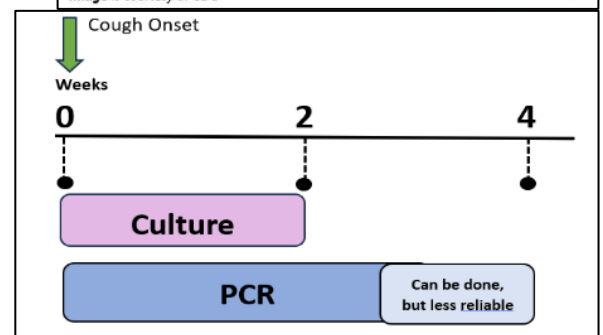 Cough Onset
Weeks
0 2 4
Culture
PCR
Can be done,
but less reliable